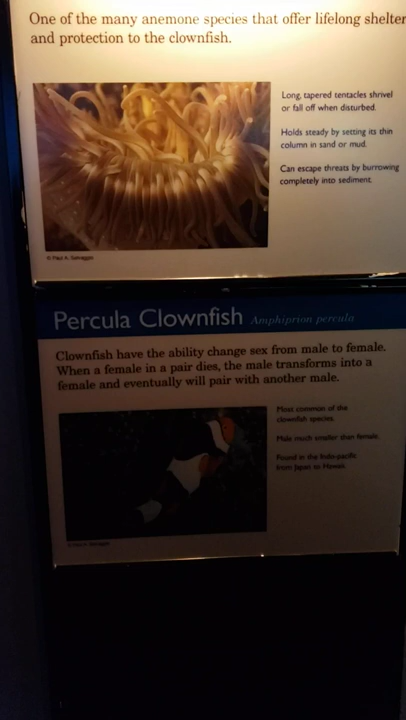 One of the many anemone species that offer lifelong shelter
and protection to the clownfish.
Long, tapered tentacles shrivel
or fall off when disturbed.
Holds steady by setting its thin
column in sand or mud.
Can escape threats by burrowing
completely into sediment.
Percula Clownfish Amphiprion percula
Clownfish have the ability change sex from male to female.
When a female in a pair dies, the male transforms into a
female and eventually will pair with another male.
Most common of the
clownfish species.
Male much smaller than female.
Found in the Indo-pacific
from Japan to Hawaii.